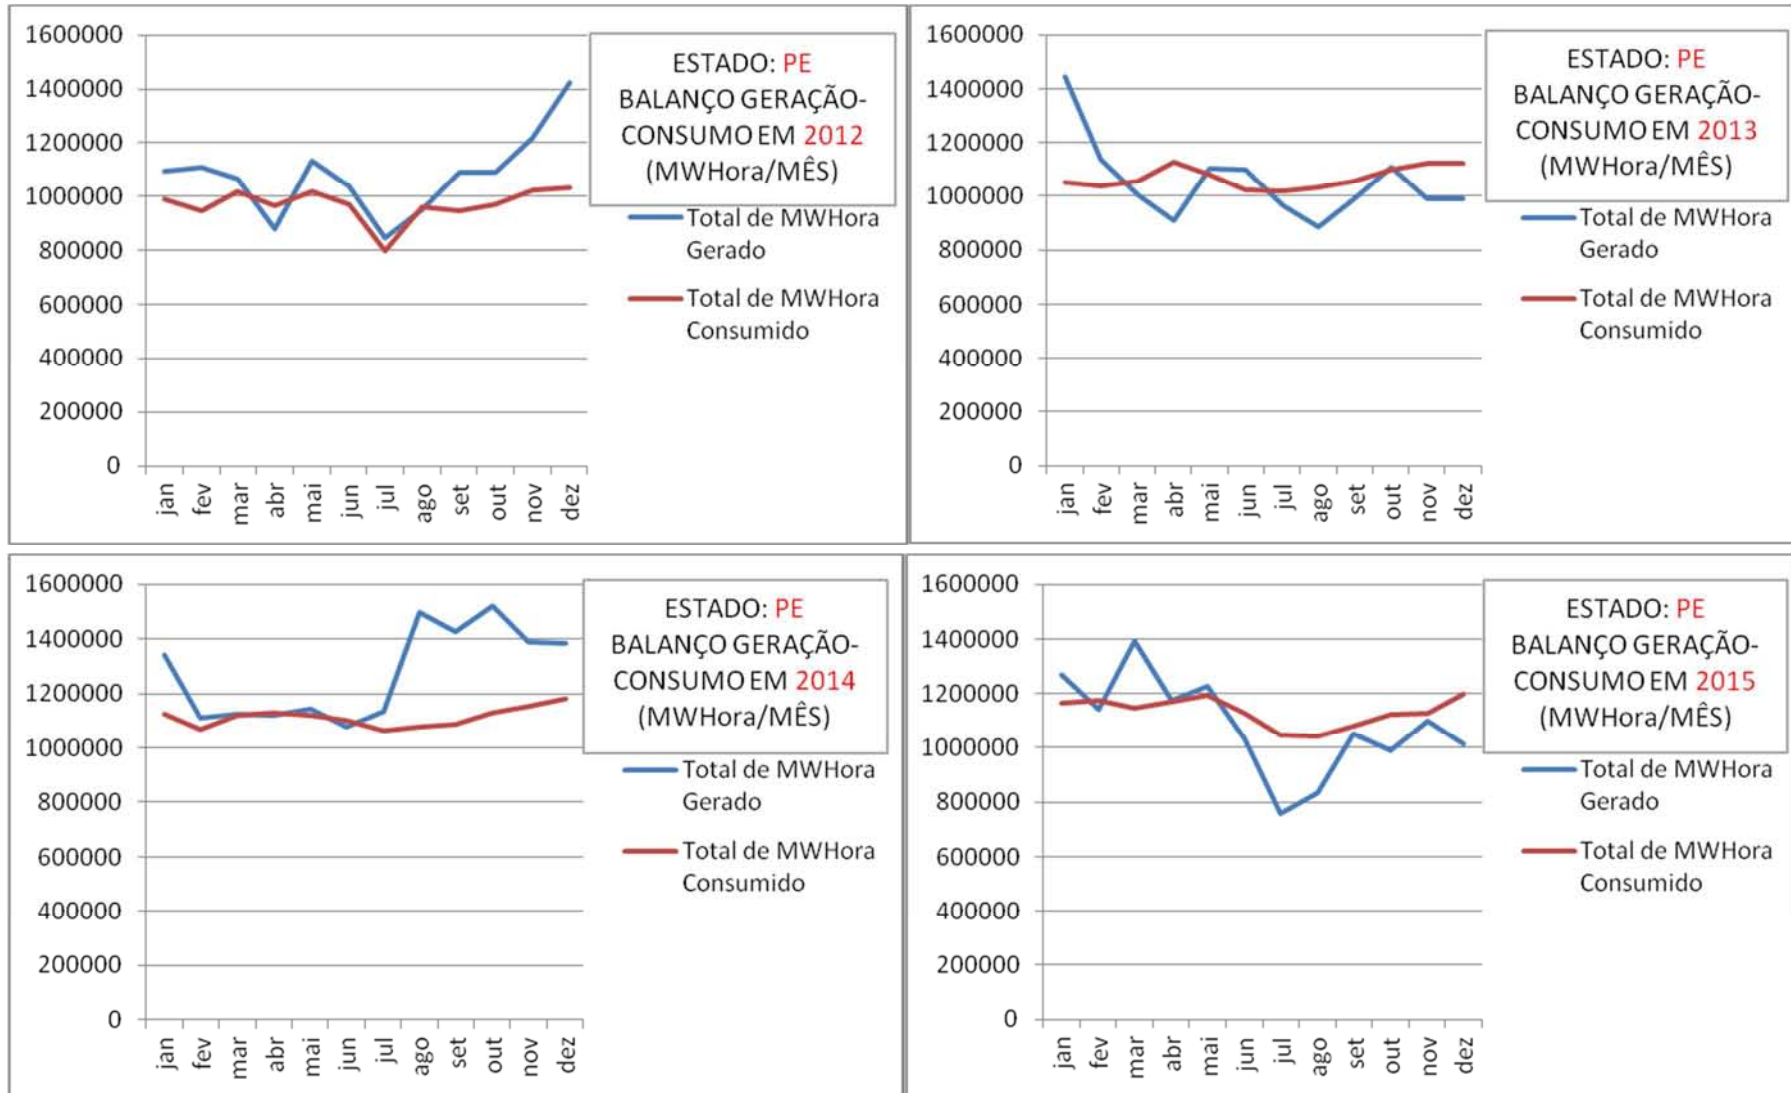 1600000
1400000
1200000
1000000
800000
600000
400000
200000
0
jan
fev
mar
abr
mai
jun
jul
ago
set
out
nov
dez
ESTADO: PE
BALANÇO GERAÇÃO-
CONSUMO EM 2012
(MWHora/MÊS)
Total de MWHora
Gerado
Total de MWHora
Consumido
1600000
1400000
1200000
1000000
800000
600000
400000
200000
0
jan
fev
mar
abr
mai
jun
jul
ago
set
out
nov
dez
ESTADO: PE
BALANÇO GERAÇÃO-
CONSUMO EM 2013
(MWHora/MÊS)
Total de MWHora
Gerado
Total de MWHora
Consumido
1600000
1400000
1200000
1000000
800000
600000
400000
200000
0
jan
fev
mar
abr
mai
jun
jul
ago
set
out
nov
dez
ESTADO: PE
BALANÇO GERAÇÃO-
CONSUMO EM 2014
(MWHora/MÊS)
Total de MWHora
Gerado
Total de MWHora
Consumido
1600000
1400000
1200000
1000000
800000
600000
400000
200000
0
jan
fev
mar
abr
mai
jun
jul
ago
set
out
nov
dez
ESTADO: PE
BALANÇO GERAÇÃO-
CONSUMO EM 2015
(MWHora/MÊS)
Total de MWHora
Gerado
Total de MWHora
Consumido